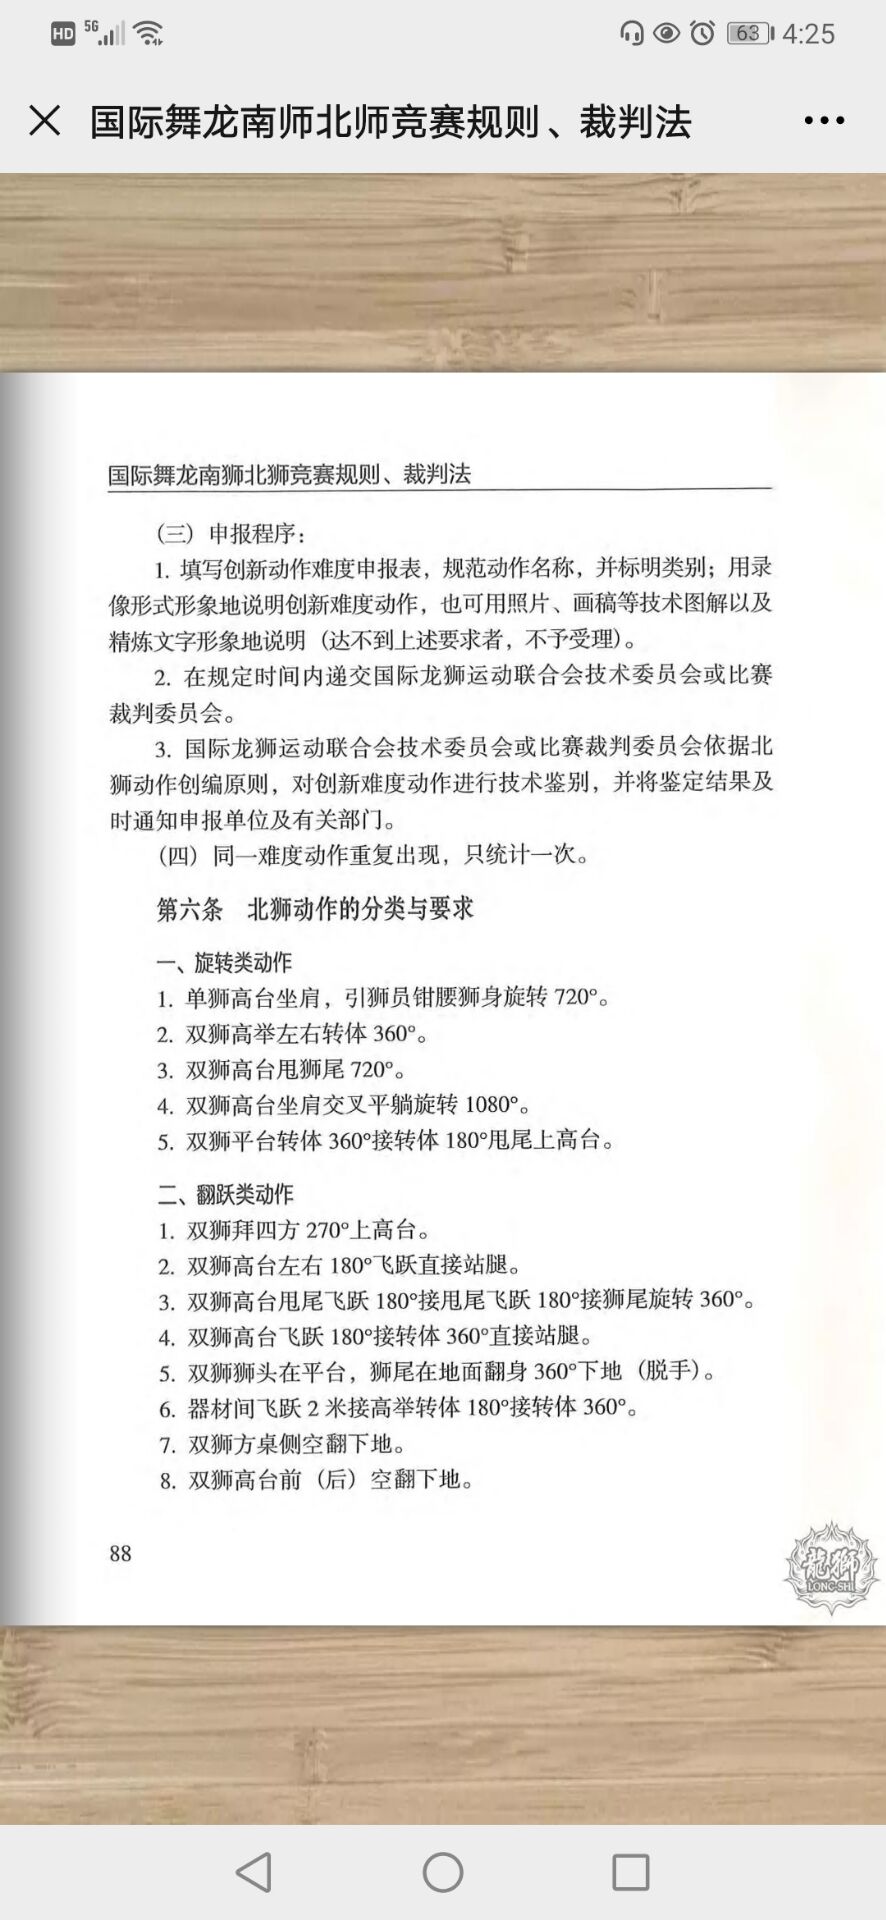 HD 5G 63 4:25
国际舞龙南师北师竞赛规则、裁判法
国际舞龙南狮北狮竞赛规则、裁判法
（三）申报程序：
1. 填写创新动作难度申报表，规范动作名称，并标明类别；用录
像形式形象地说明创新难度动作，也可用照片、画稿等技术图解以及
精炼文字形象地说明（达不到上述要求者，不予受理）。
2. 在规定时间内递交国际龙狮运动联合会技术委员会或比赛
裁判委员会。
3. 国际龙狮运动联合会技术委员会或比赛裁判委员会依据北
狮动作创编原则，对创新难度动作进行技术鉴别，并将鉴定结果及
时通知申报单位及有关部门。
（四）同一难度动作重复出现，只统计一次。
第六条　北狮动作的分类与要求
一、旋转类动作
1. 单狮高台坐肩，引狮员钳腰狮身旋转 720°。
2. 双狮高举左右转体 360°。
3. 双狮高台甩狮尾 720°。
4. 双狮高台坐肩交叉平躺旋转 1080°。
5. 双狮平台转体 360°接转体 180°甩尾上高台。
二、翻跃类动作
1. 双狮拜四方 270°上高台。
2. 双狮高台左右 180°飞跃直接站腿。
3. 双狮高台甩尾飞跃 180°接甩尾飞跃 180°接狮尾旋转 360°。
4. 双狮高台飞跃 180°接转体 360°直接站腿。
5. 双狮狮头在平台，狮尾在地面翻身 360°下地（脱手）。
6. 器材间飞跃 2 米接高举转体 180°接转体 360°。
7. 双狮方桌侧空翻下地。
8. 双狮高台前（后）空翻下地。
88
龍獅
LONG-SHI